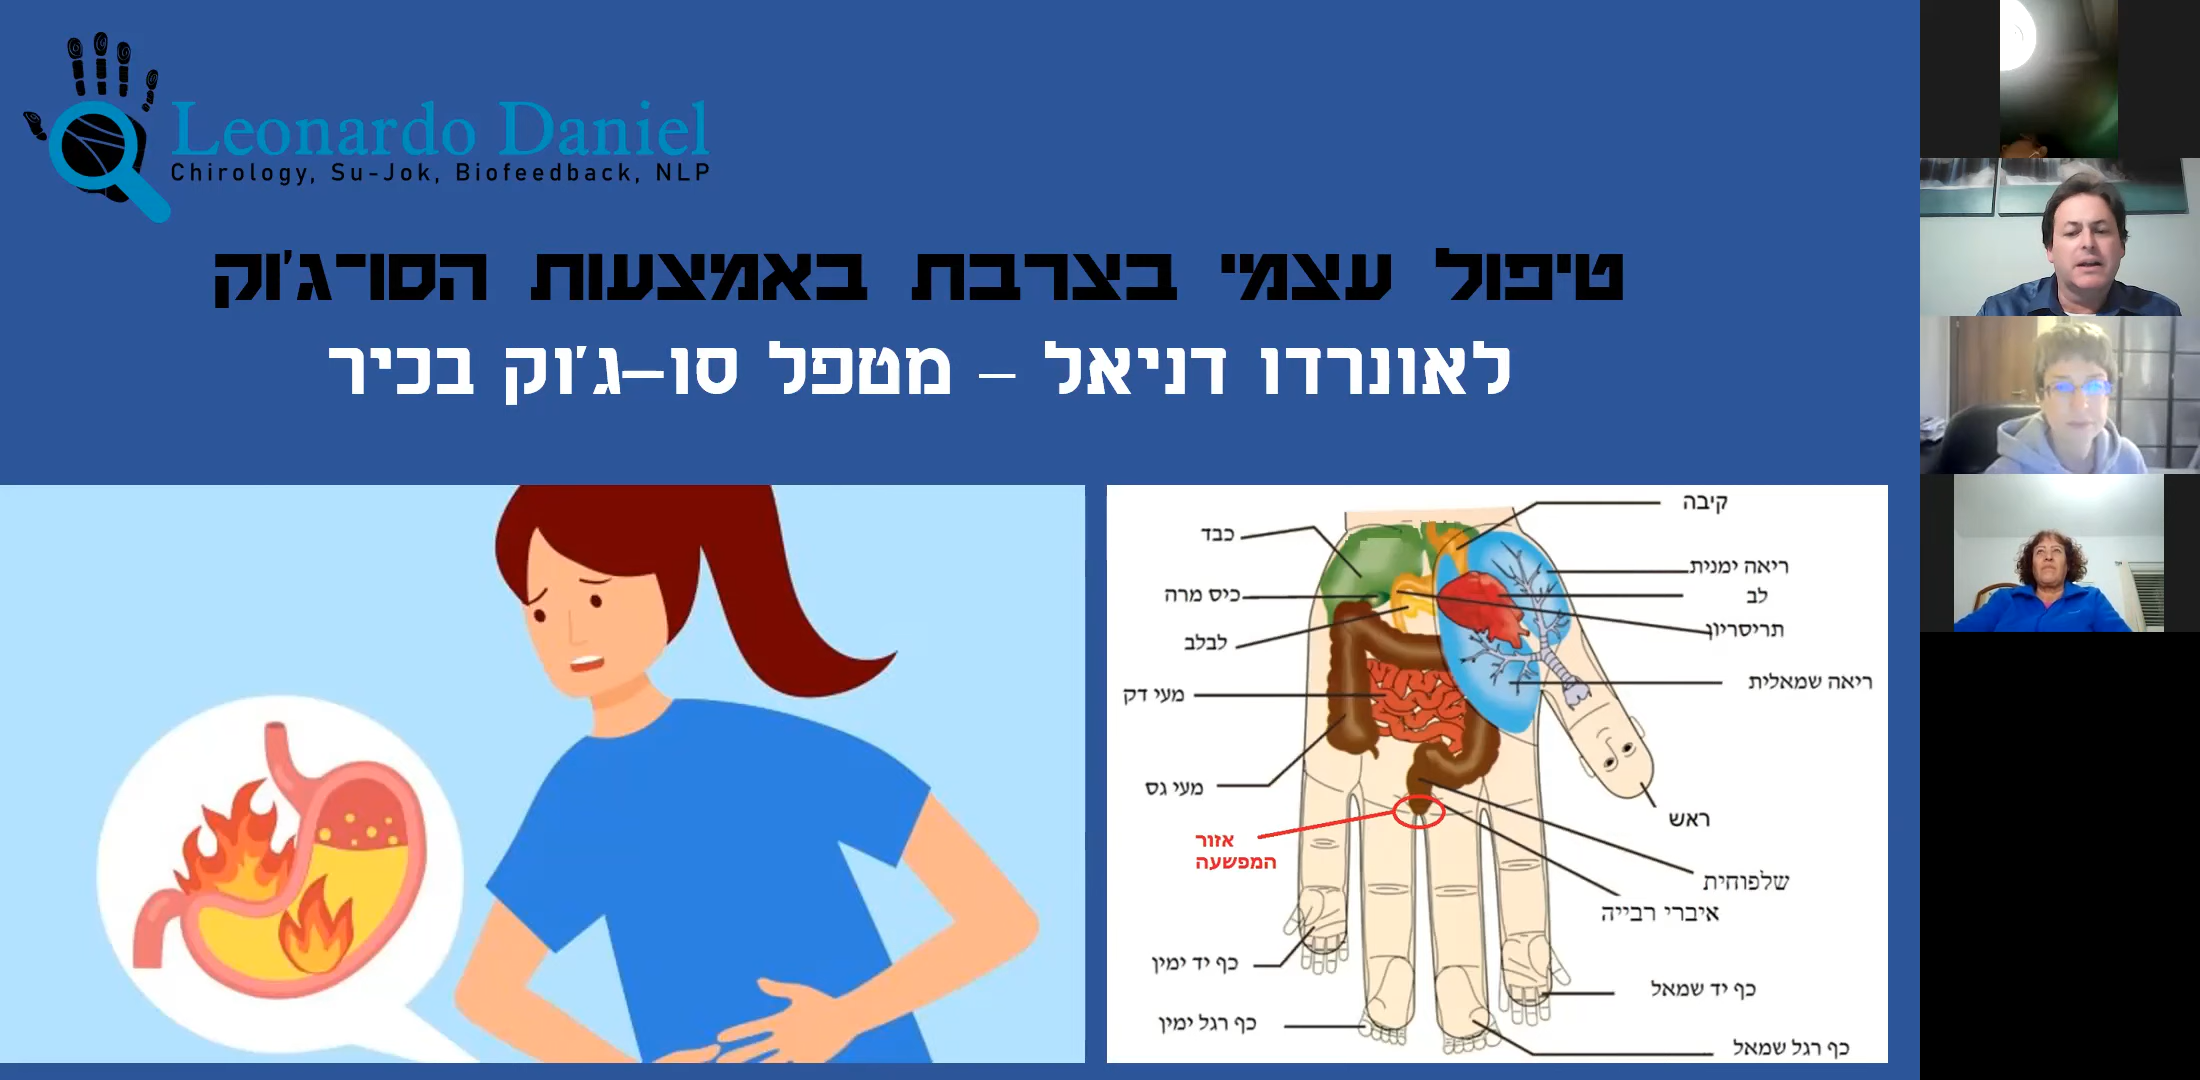 Leonardo Daniel
Chirology, Su-Jok, Biofeedback, NLP
טיפול עצמי בצרבת באמצעות הסו-ג'וק
לאונרדו דניאל – מטפל סו–ג'וק בכיר
קיבה
כבד
ריאה ימנית
לב
כיס מרה
תריסריון
לבלב
ריאה שמאלית
מעי דק
מעי גס
ראש
אזור
המפשעה
שלפוחית
איברי רבייה
כף יד ימין
כף יד שמאל
כף רגל ימין
כף רגל שמאל